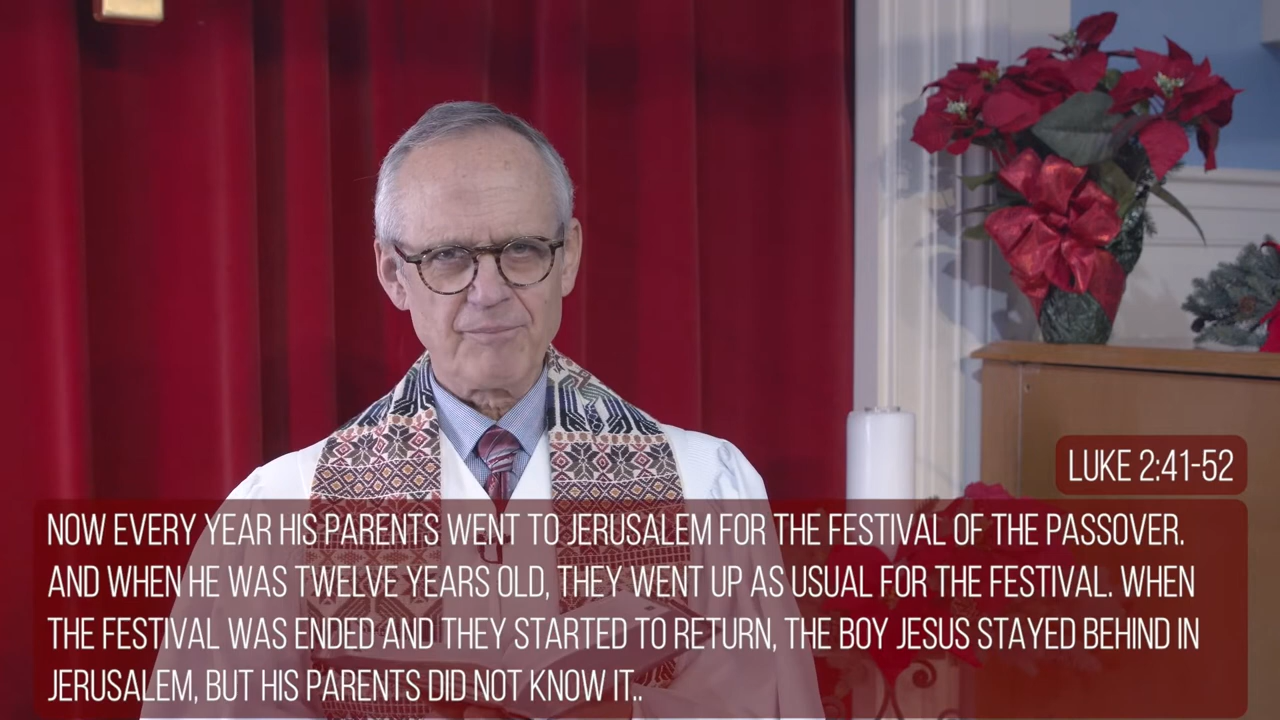 LUKE 2:41-52
NOW EVERY YEAR HIS PARENTS WENT TO JERUSALEM FOR THE FESTIVAL OF THE PASSOVER.
AND WHEN HE WAS TWELVE YEARS OLD, THEY WENT UP AS USUAL FOR THE FESTIVAL. WHEN
THE FESTIVAL WAS ENDED AND THEY STARTED TO RETURN, THE BOY JESUS STAYED BEHIND IN
JERUSALEM, BUT HIS PARENTS DID NOT KNOW IT..